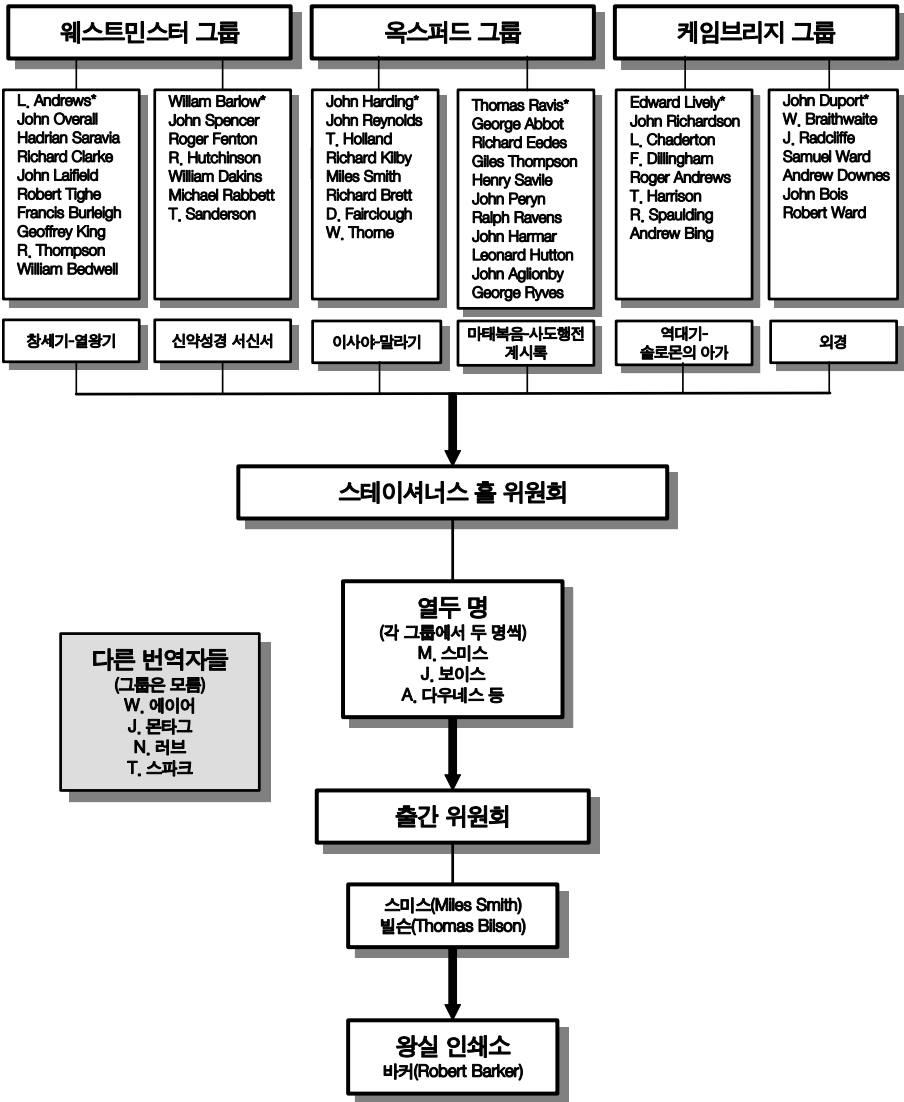 웨스트민스터 그룹
옥스퍼드 그룹
케임브리지 그룹
L. Andrews*
John Overall
Hadrian Saravia
Richard Clarke
John Laifield
Robert Tighe
Francis Burleigh
Geoffrey King
R. Thompson
William Bedwell
Willam Barlow*
John Spencer
Roger Fenton
R. Hutchinson
William Dakins
Michael Rabbett
T. Sanderson
John Harding*
John Reynolds
T. Holland
Richard Kilby
Miles Smith
Richard Brett
D. Fairclough
W. Thorne
Thomas Ravis*
George Abbot
Richard Eedes
Giles Thompson
Henry Savile
John Peryn
Ralph Ravens
John Harmar
Leonard Hutton
John Aglionby
George Ryves
Edward Lively*
John Richardson
L. Chaderton
F. Dillingham
Roger Andrews
T. Harrison
R. Spaulding
Andrew Bing
John Duport*
W. Braithwaite
J. Radcliffe
Samuel Ward
Andrew Downes
John Bois
Robert Ward
창세기-열왕기
신약성경 서신서
이사야-말라기
마태복음-사도행전
계시록
역대기-
솔로몬의 아가
외경
스테이셔너스 홀 위원회
열두 명
(각 그룹에서 두 명씩)
M. 스미스
J. 보이스
A. 다우네스 등
다른 번역자들
(그룹은 모름)
W. 에이어
J. 몬타그
N. 러브
T. 스파크
출간 위원회
스미스(Miles Smith)
빌슨(Thomas Bilson)
왕실 인쇄소
바커(Robert Barker)